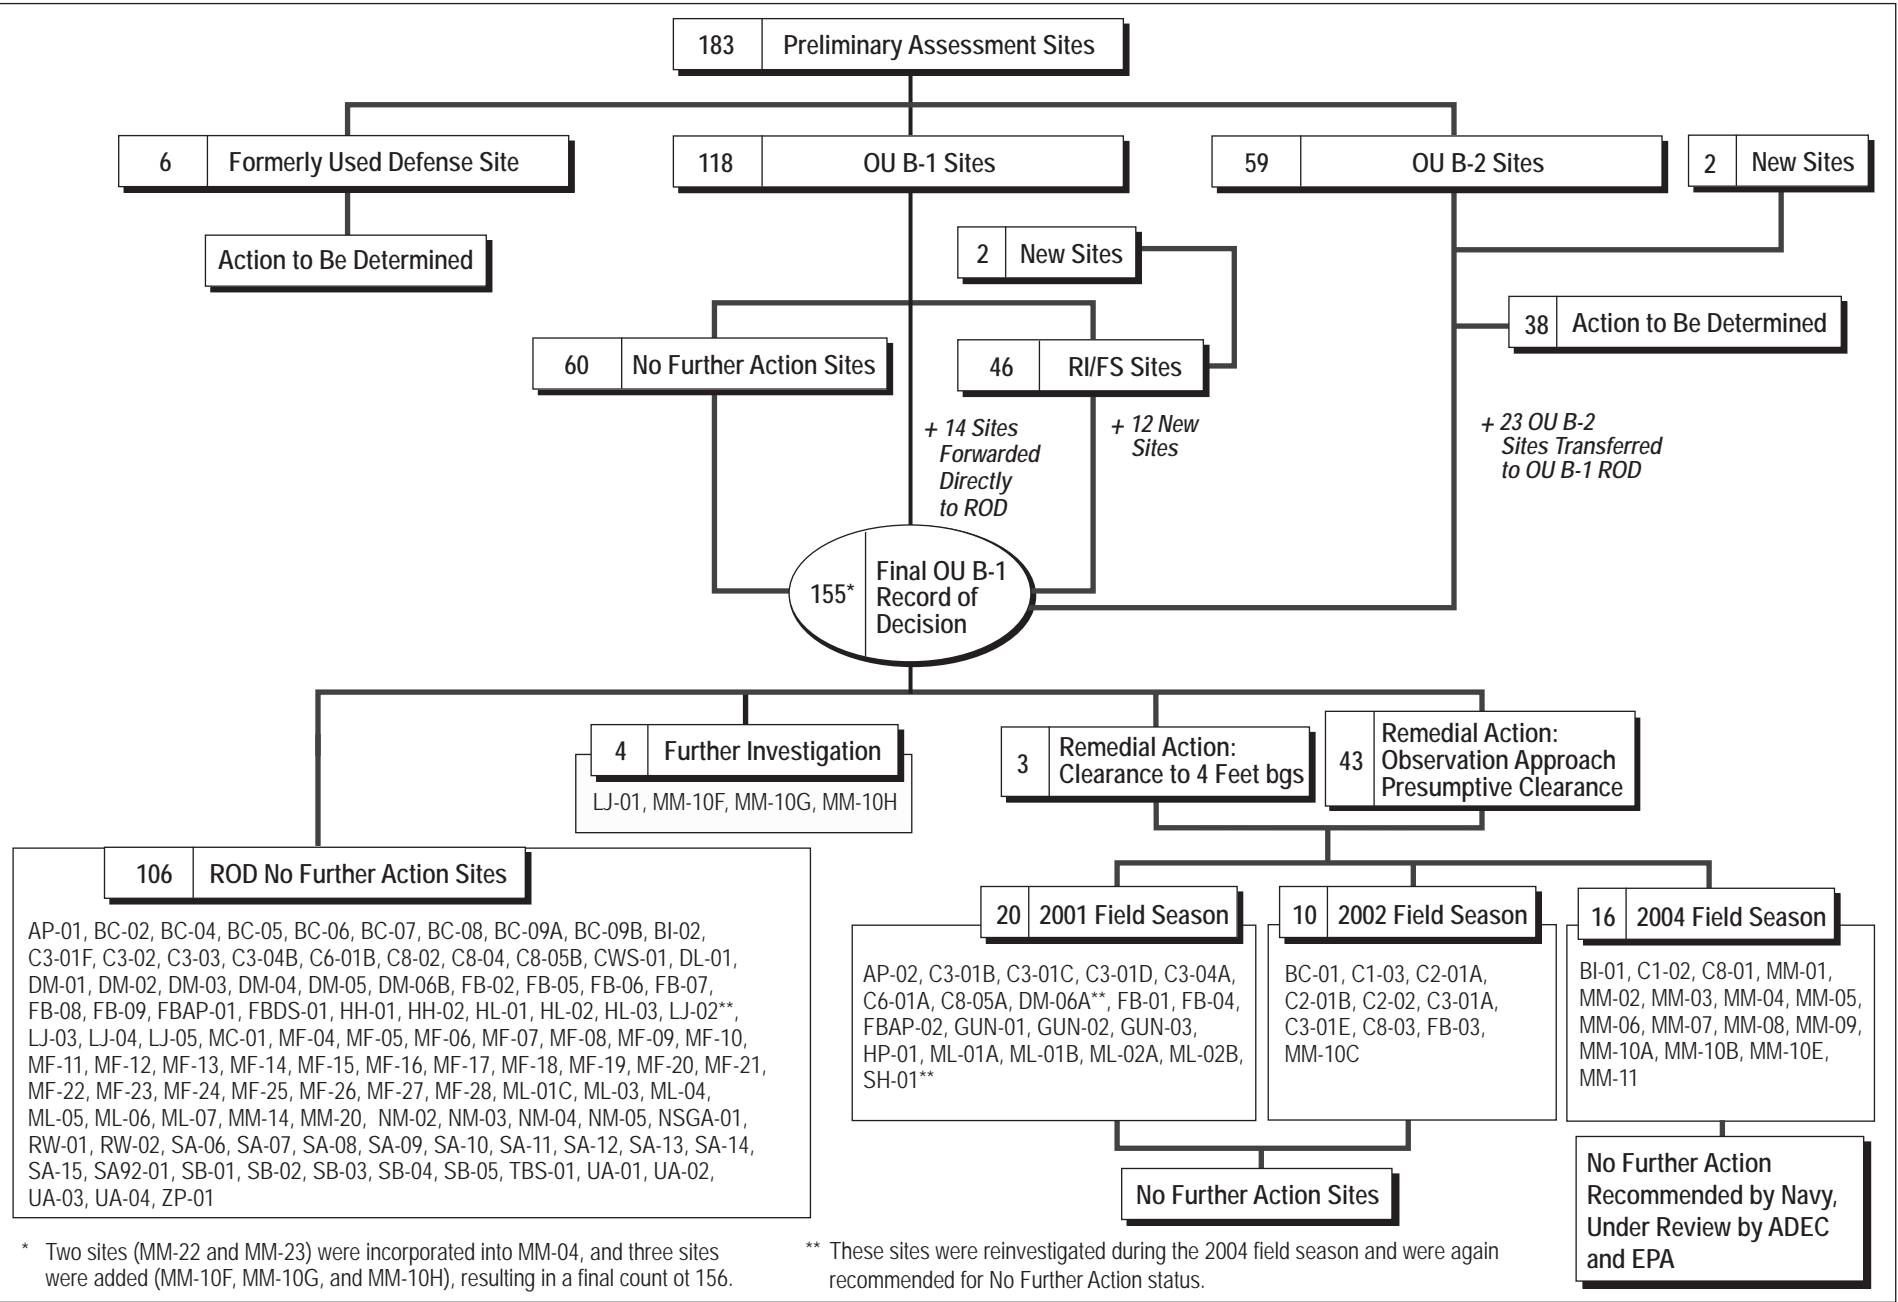 183 Preliminary Assessment Sites
6 Formerly Used Defense Site
118 OU B-1 Sites
59 OU B-2 Sites
2 New Sites
Action to Be Determined
2 New Sites
38 Action to Be Determined
60 No Further Action Sites
46 RI/FS Sites
+ 14 Sites
Forwarded
Directly
to ROD
+ 12 New
Sites
+ 23 OU B-2
Sites Transferred
to OU B-1 ROD
155*
Final OU B-1
Record of
Decision
4 Further Investigation
LJ-01, MM-10F, MM-10G, MM-10H
3
Remedial Action:
Clearance to 4 Feet bgs
43
Remedial Action:
Observation Approach
Presumptive Clearance
106 ROD No Further Action Sites
AP-01, BC-02, BC-04, BC-05, BC-06, BC-07, BC-08, BC-09A, BC-09B, BI-02,
C3-01F, C3-02, C3-03, C3-04B, C6-01B, C8-02, C8-04, C8-05B, CWS-01, DL-01,
DM-01, DM-02, DM-03, DM-04, DM-05, DM-06B, FB-02, FB-05, FB-06, FB-07,
FB-08, FB-09, FBAP-01, FBDS-01, HH-01, HH-02, HL-01, HL-02, HL-03, LJ-02**,
LJ-03, LJ-04, LJ-05, MC-01, MF-04, MF-05, MF-06, MF-07, MF-08, MF-09, MF-10,
MF-11, MF-12, MF-13, MF-14, MF-15, MF-16, MF-17, MF-18, MF-19, MF-20, MF-21,
MF-22, MF-23, MF-24, MF-25, MF-26, MF-27, MF-28, ML-01C, ML-03, ML-04,
ML-05, ML-06, ML-07, MM-14, MM-20, NM-02, NM-03, NM-04, NM-05, NSGA-01,
RW-01, RW-02, SA-06, SA-07, SA-08, SA-09, SA-10, SA-11, SA-12, SA-13, SA-14,
SA-15, SA92-01, SB-01, SB-02, SB-03, SB-04, SB-05, TBS-01, UA-01, UA-02,
UA-03, UA-04, ZP-01
20 2001 Field Season
AP-02, C3-01B, C3-01C, C3-01D, C3-04A,
C6-01A, C8-05A, DM-06A**, FB-01, FB-04,
FBAP-02, GUN-01, GUN-02, GUN-03,
HP-01, ML-01A, ML-01B, ML-02A, ML-02B,
SH-01**
10 2002 Field Season
BC-01, C1-03, C2-01A,
C2-01B, C2-02, C3-01A,
C3-01E, C8-03, FB-03,
MM-10C
16 2004 Field Season
BI-01, C1-02, C8-01, MM-01,
MM-02, MM-03, MM-04, MM-05,
MM-06, MM-07, MM-08, MM-09,
MM-10A, MM-10B, MM-10E,
MM-11
No Further Action Sites
No Further Action
Recommended by Navy,
Under Review by ADEC
and EPA
* Two sites (MM-22 and MM-23) were incorporated into MM-04, and three sites
were added (MM-10F, MM-10G, and MM-10H), resulting in a final count ot 156.
** These sites were reinvestigated during the 2004 field season and were again
recommended for No Further Action status.